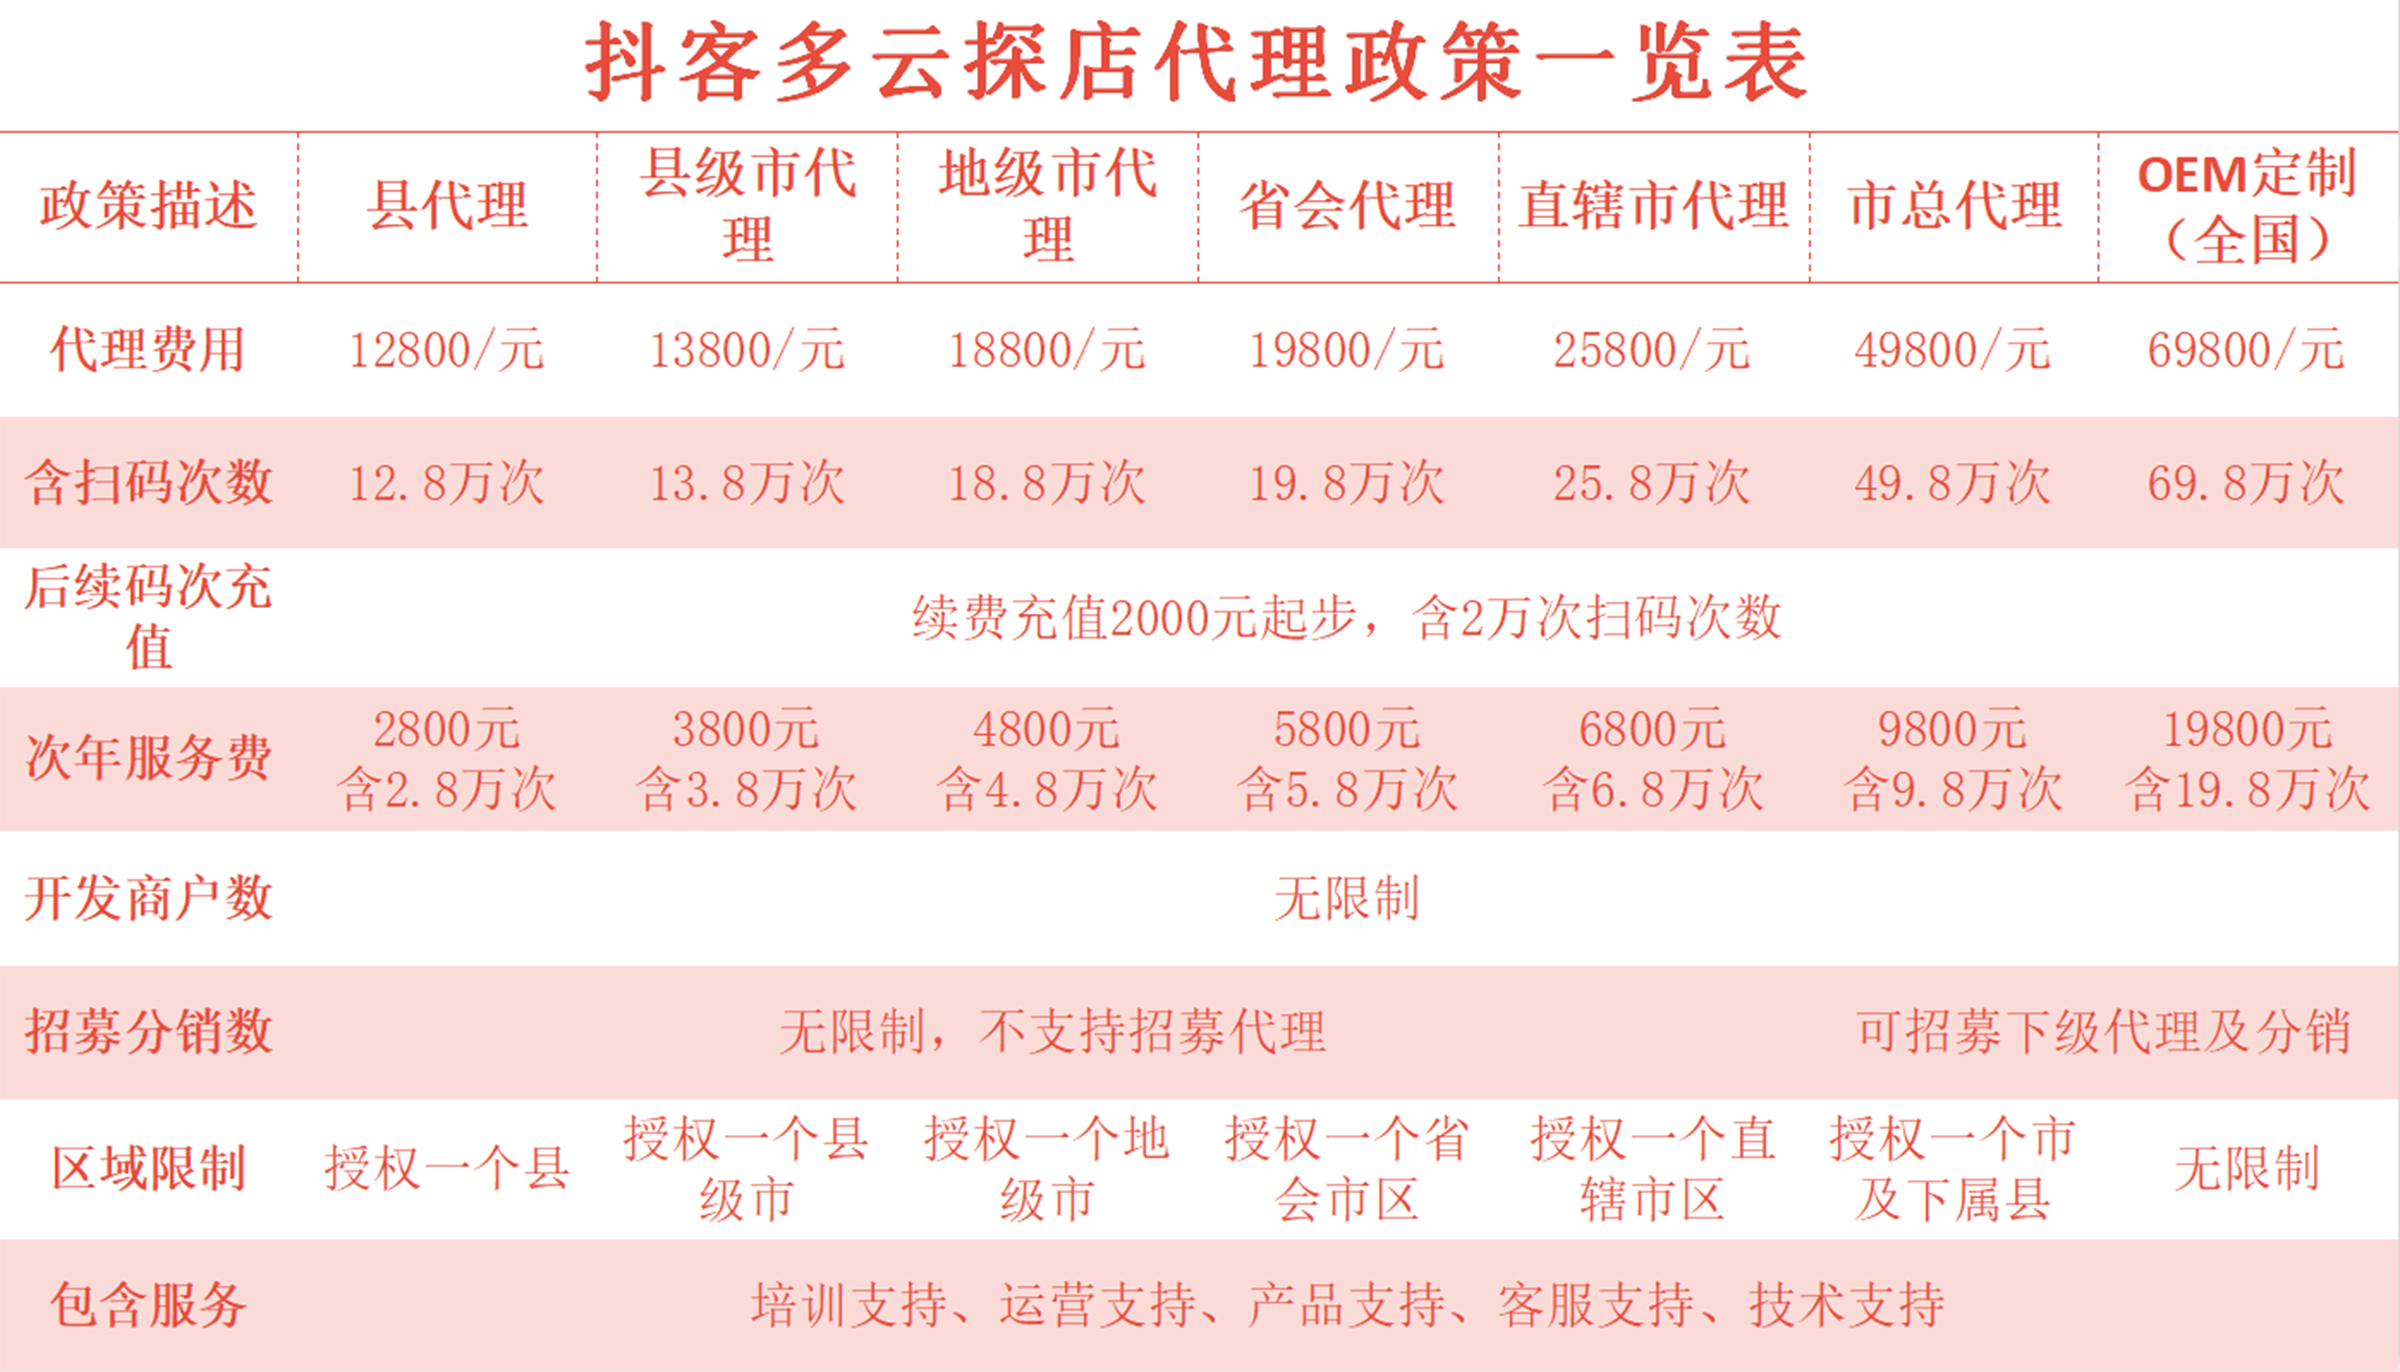 抖客多云探店代理政策一览表
政策描述 县代理 县级市代理 地级市代理 省会代理 直辖市代理 市总代理 OEM定制（全国）
代理费用 12800/元 13800/元 18800/元 19800/元 25800/元 49800/元 69800/元
含扫码次数 12.8万次 13.8万次 18.8万次 19.8万次 25.8万次 49.8万次 69.8万次
后续码次充值 续费充值2000元起步，含2万次扫码次数
次年服务费 2800元 3800元 4800元 5800元 6800元 9800元 19800元
含2.8万次 含3.8万次 含4.8万次 含5.8万次 含6.8万次 含9.8万次 含19.8万次
开发商户数 无限制
招募分销数 无限制，不支持招募代理 可招募下级代理及分销
区域限制 授权一个县 授权一个县级市 授权一个地级市 授权一个省会市区 授权一个直辖市区 授权一个市及下属县 无限制
包含服务 培训支持、运营支持、产品支持、客服支持、技术支持